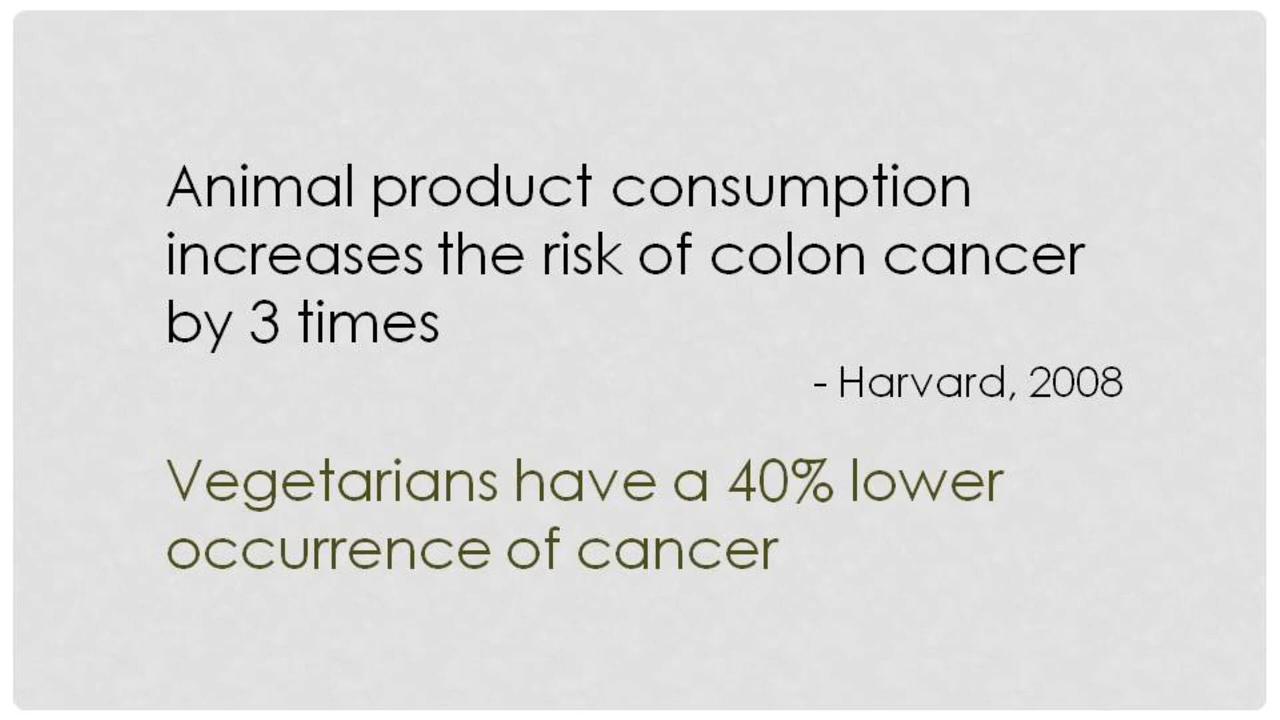 Animal product consumption
increases the risk of colon cancer
by 3 times
- Harvard, 2008
Vegetarians have a 40% lower
occurrence of cancer